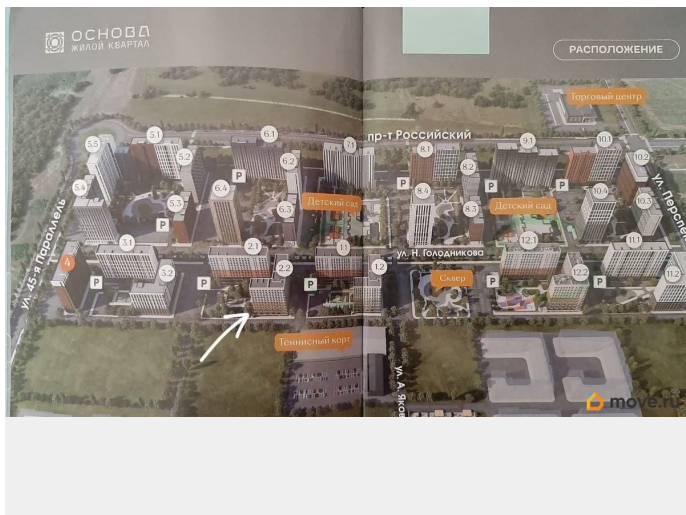 ОСНОВА
ЖИЛОЙ КВАРТАЛ
РАСПОЛОЖЕНИЕ
Торговый центр
пр-т Российский
5.5
5.1
5.2
6.1
6.2
7.1
8.1
8.2
9.1
10.1
10.2
5.4
5.3
6.4
6.3
Детский сад
8.4
8.3
Детский сад
10.4
10.3
P
P
P
P
P
ул. 45-я Параллель
ул.
4
3.1
3.2
2.1
2.2
1.1
1.2
ул. Н. Голодникова
12.1
12.2
11.1
11.2
P
P
P
P
P
P
Сквер
Теннисный корт
ул. А.
move.ru